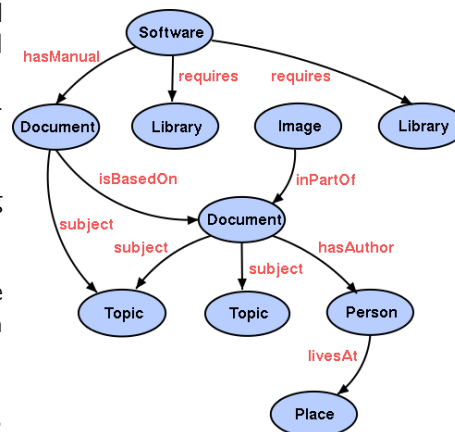 Software
hasManual
requires
requires
Document
Library
Image
Library
isBasedOn
inPartOf
subject
Document
subject
hasAuthor
subject
Topic
Topic
Person
livesAt
Place